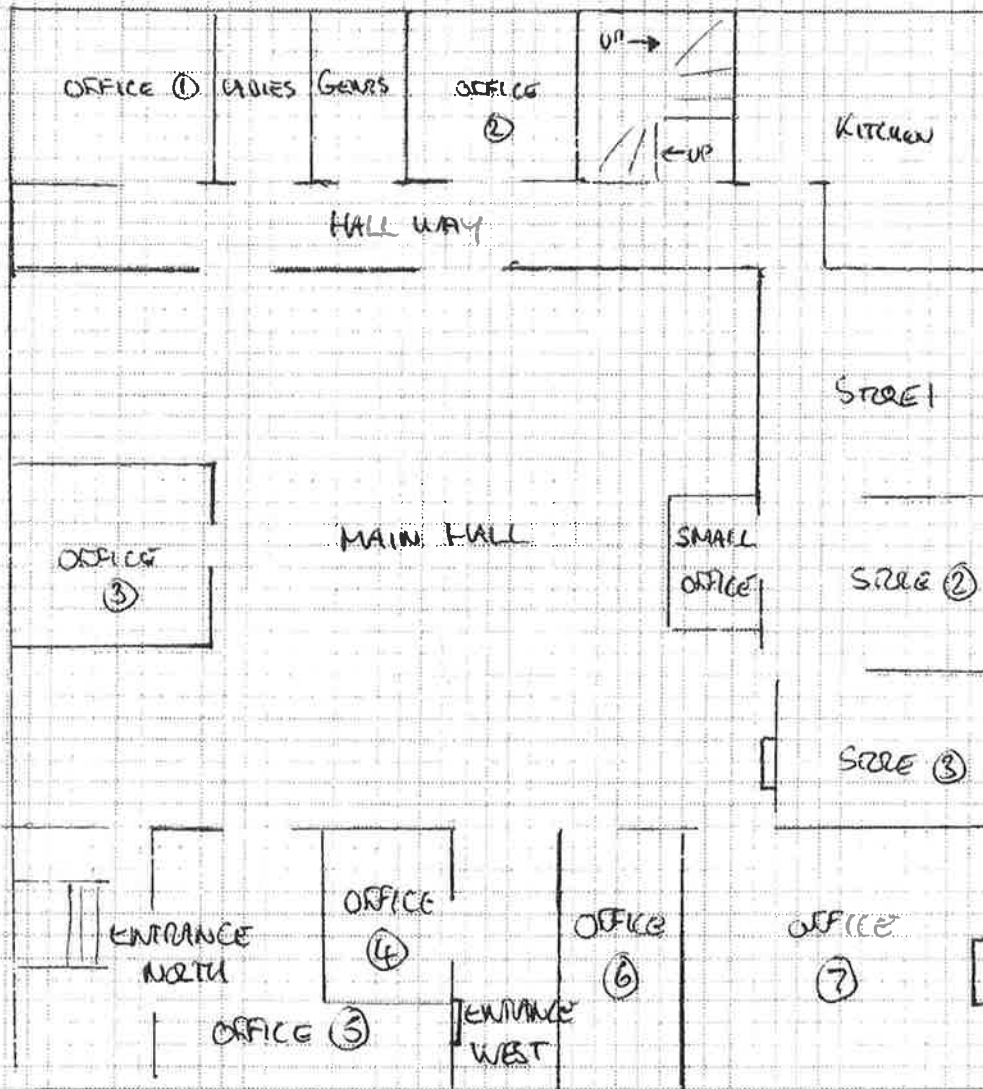 UP →
OFFICE ① LADIES GENTS OFFICE
②
KITCHEN
← UP
HALL WAY
STORE 1
MAIN HALL
SMALL
OFFICE
OFFICE
③
STORE ②
STORE ③
OFFICE
④
ENTRANCE
NORTH
OFFICE
⑥
OFFICE
⑦
OFFICE ⑤
ENTRANCE
WEST